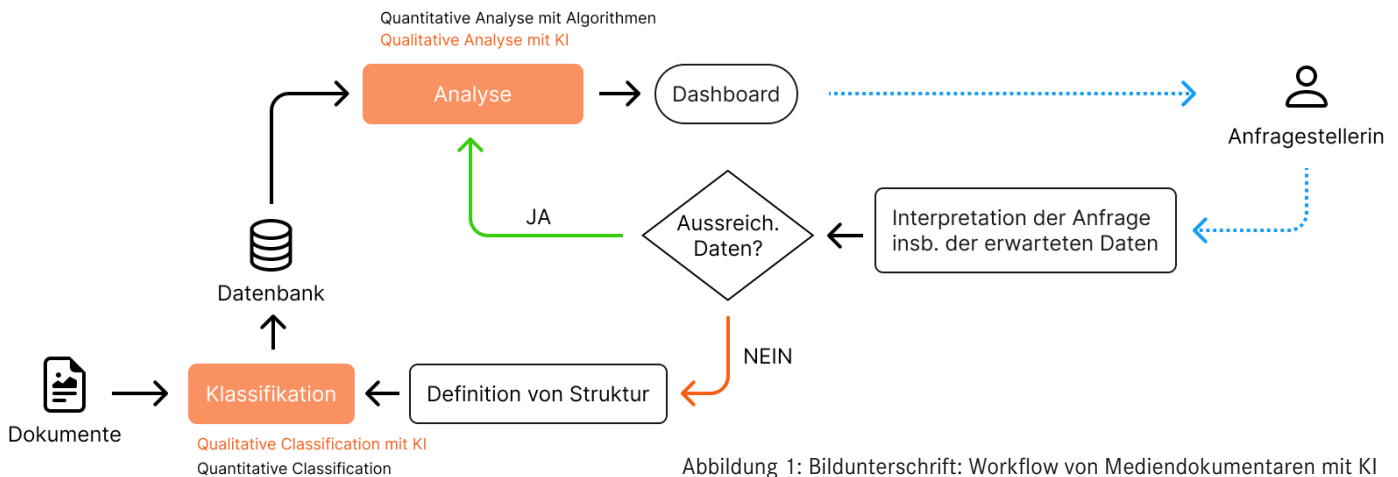 Quantitative Analyse mit Algorithmen
Qualitative Analyse mit KI
Analyse
Dashboard
Anfragestellerin
JA
Aussreich.
Daten?
Interpretation der Anfrage
insb. der erwarteten Daten
Datenbank
NEIN
Dokumente
Klassifikation
Definition von Struktur
Qualitative Classification mit KI
Quantitative Classification
Abbildung 1: Bildunterschrift: Workflow von Mediendokumentaren mit KI